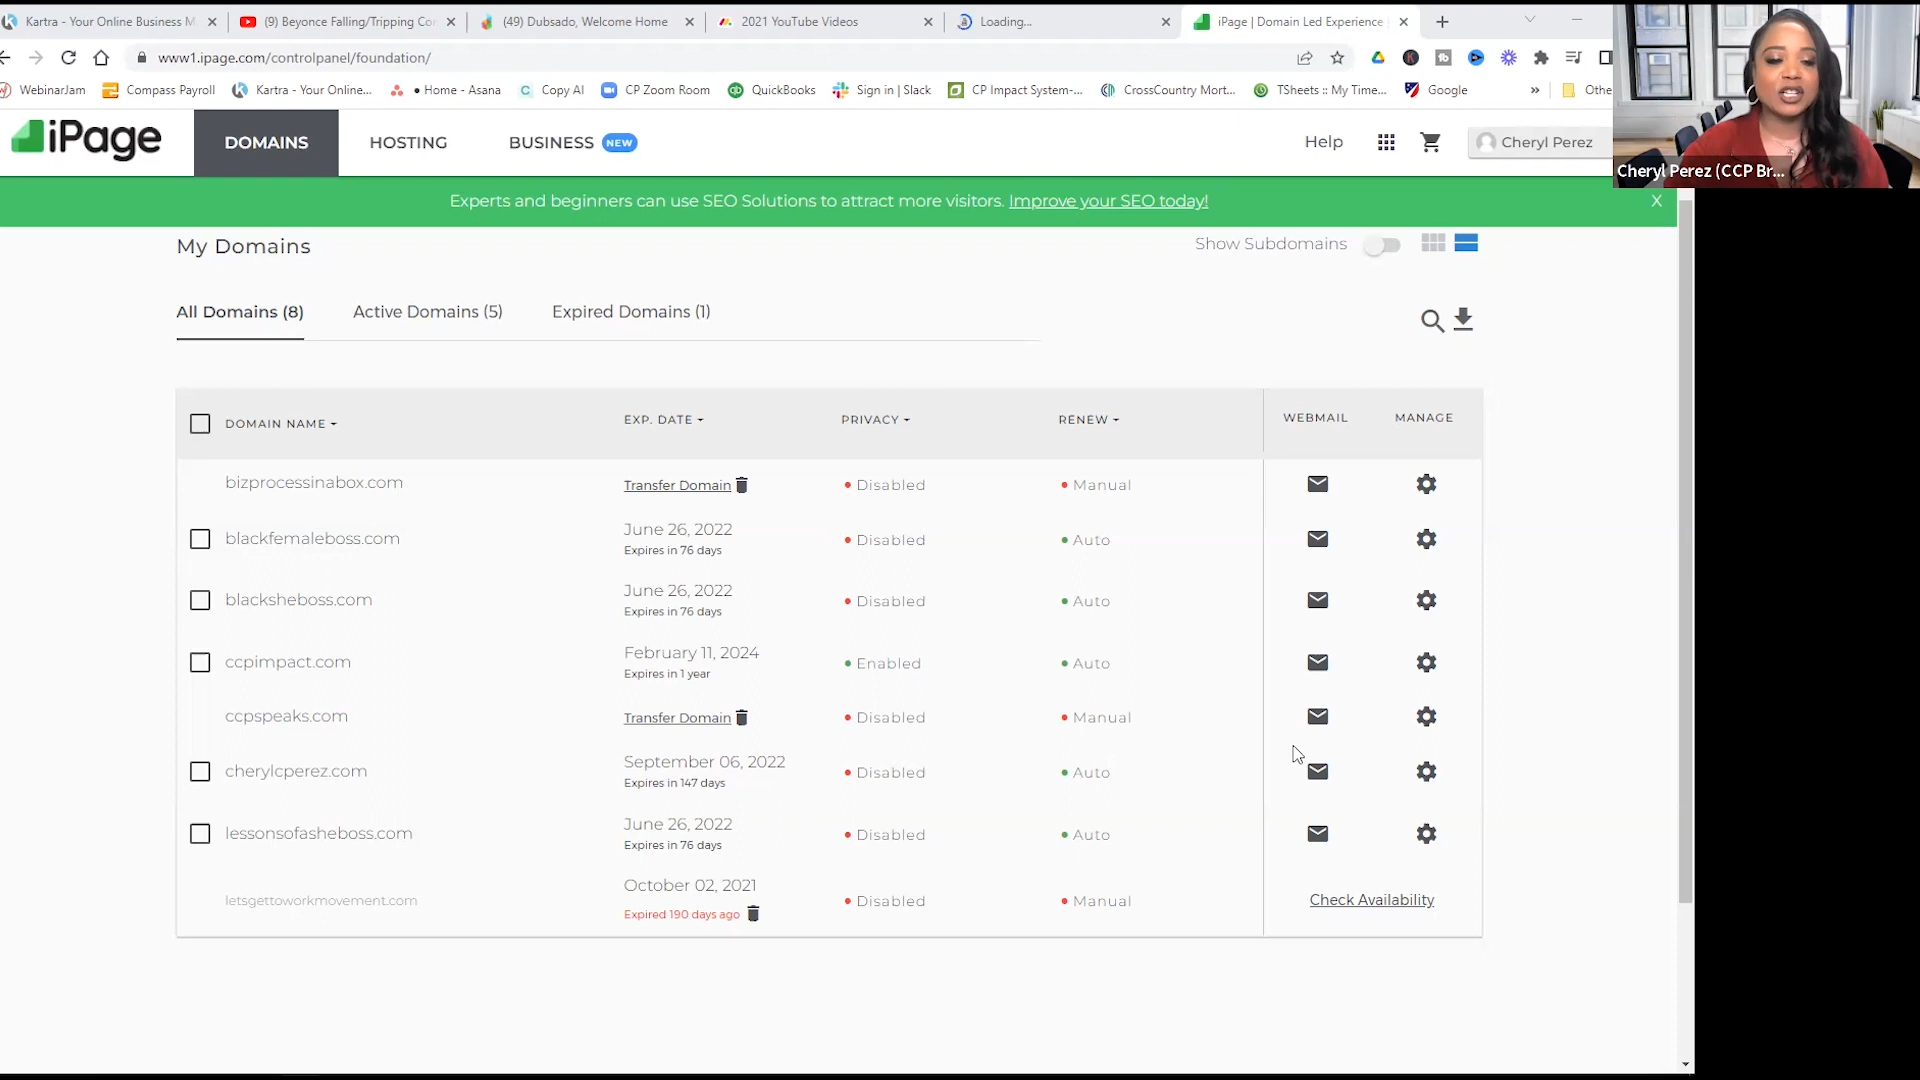 Kartra - Your Online Business M
(9) Beyonce Falling/Tripping Co
(49) Dubsado, Welcome Home
2021 YouTube Videos
Loading...
iPage | Domain Led Experience
www1.ipage.com/controlpanel/foundation/
WebinarJam
Compass Payroll
Kartra - Your Online...
• Home - Asana
Copy AI
CP Zoom Room
QuickBooks
Sign in | Slack
CP Impact System-...
CrossCountry Mort...
TSheets :: My Time...
Google
»
Othe
iPage
DOMAINS
HOSTING
BUSINESS NEW
Help
Cheryl Perez
Cheryl Perez (CCP Br...
Experts and beginners can use SEO Solutions to attract more visitors. Improve your SEO today!
X
My Domains
Show Subdomains
All Domains (8)
Active Domains (5)
Expired Domains (1)
DOMAIN NAME
EXP. DATE
PRIVACY
RENEW
WEBMAIL
MANAGE
bizprocessinabox.com
Transfer Domain
• Disabled
• Manual
blackfemaleboss.com
June 26, 2022
Expires in 76 days
• Disabled
• Auto
blacksheboss.com
June 26, 2022
Expires in 76 days
• Disabled
• Auto
ccpimpact.com
February 11, 2024
Expires in 1 year
• Enabled
• Auto
ccpspeaks.com
Transfer Domain
• Disabled
• Manual
cherylcperez.com
September 06, 2022
Expires in 147 days
• Disabled
• Auto
lessonsofasheboss.com
June 26, 2022
Expires in 76 days
• Disabled
• Auto
letsgettoworkmovement.com
October 02, 2021
Expired 190 days ago
• Disabled
• Manual
Check Availability